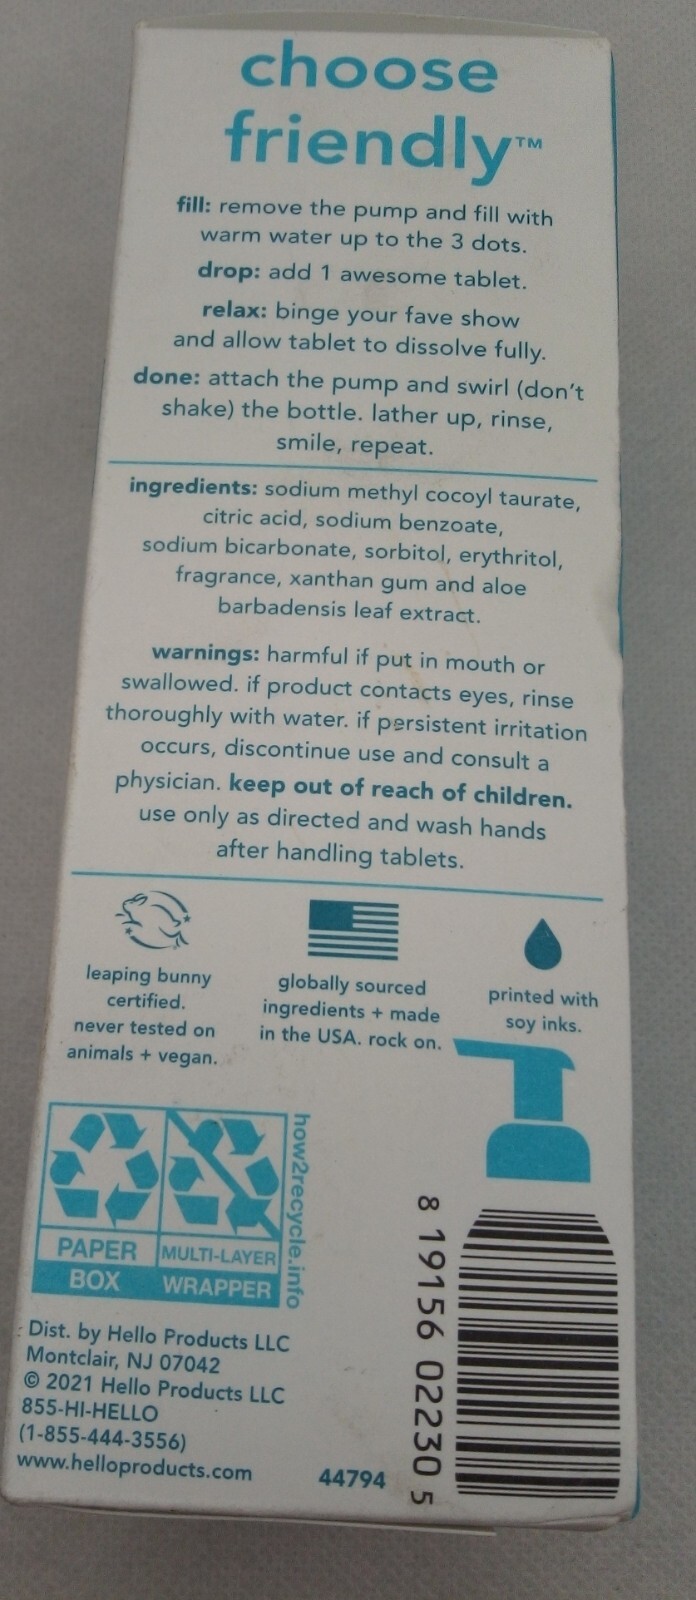 choose
friendly™
fill: remove the pump and fill with
warm water up to the 3 dots.
drop: add 1 awesome tablet.
relax: binge your fave show
and allow tablet to dissolve fully.
done: attach the pump and swirl (don't
shake) the bottle. lather up, rinse,
smile, repeat.
ingredients: sodium methyl cocoyl taurate,
citric acid, sodium benzoate,
sodium bicarbonate, sorbitol, erythritol,
fragrance, xanthan gum and aloe
barbadensis leaf extract.
warnings: harmful if put in mouth or
swallowed. if product contacts eyes, rinse
thoroughly with water. if persistent irritation
occurs, discontinue use and consult a
physician. keep out of reach of children.
use only as directed and wash hands
after handling tablets.
leaping bunny
certified.
never tested on
animals + vegan.
globally sourced
ingredients + made
in the USA. rock on.
printed with
soy inks.
PAPER
BOX
MULTI-LAYER
WRAPPER
how2recycle.info
Dist. by Hello Products LLC
Montclair, NJ 07042
© 2021 Hello Products LLC
855-HI-HELLO
(1-855-444-3556)
www.helloproducts.com
44794
8 19156 02230 5